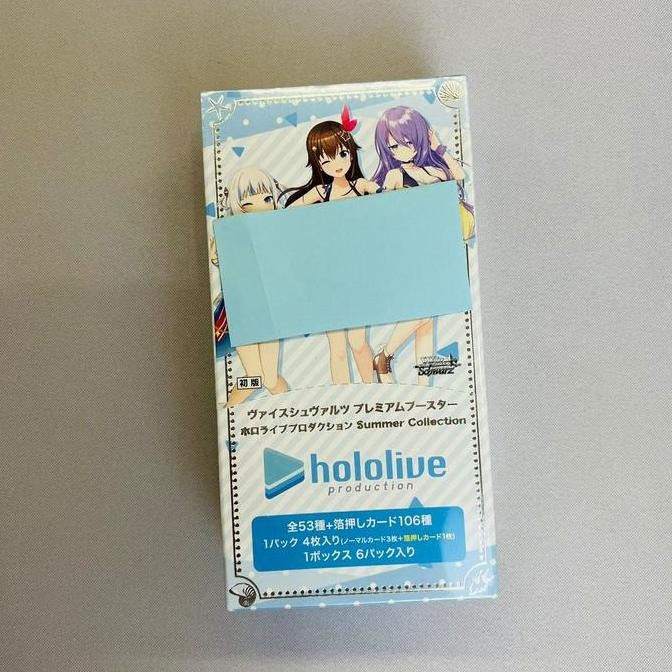 Schwarz
初版
ヴァイスシュヴァルツ プレミアムブースター
ホロライブプロダクション Summer Collection
hololive
production
全53種+箔押しカード106種
1パック 4枚入り(ノーマルカード3枚+箔押しカード1枚)
1ボックス 6パック入り